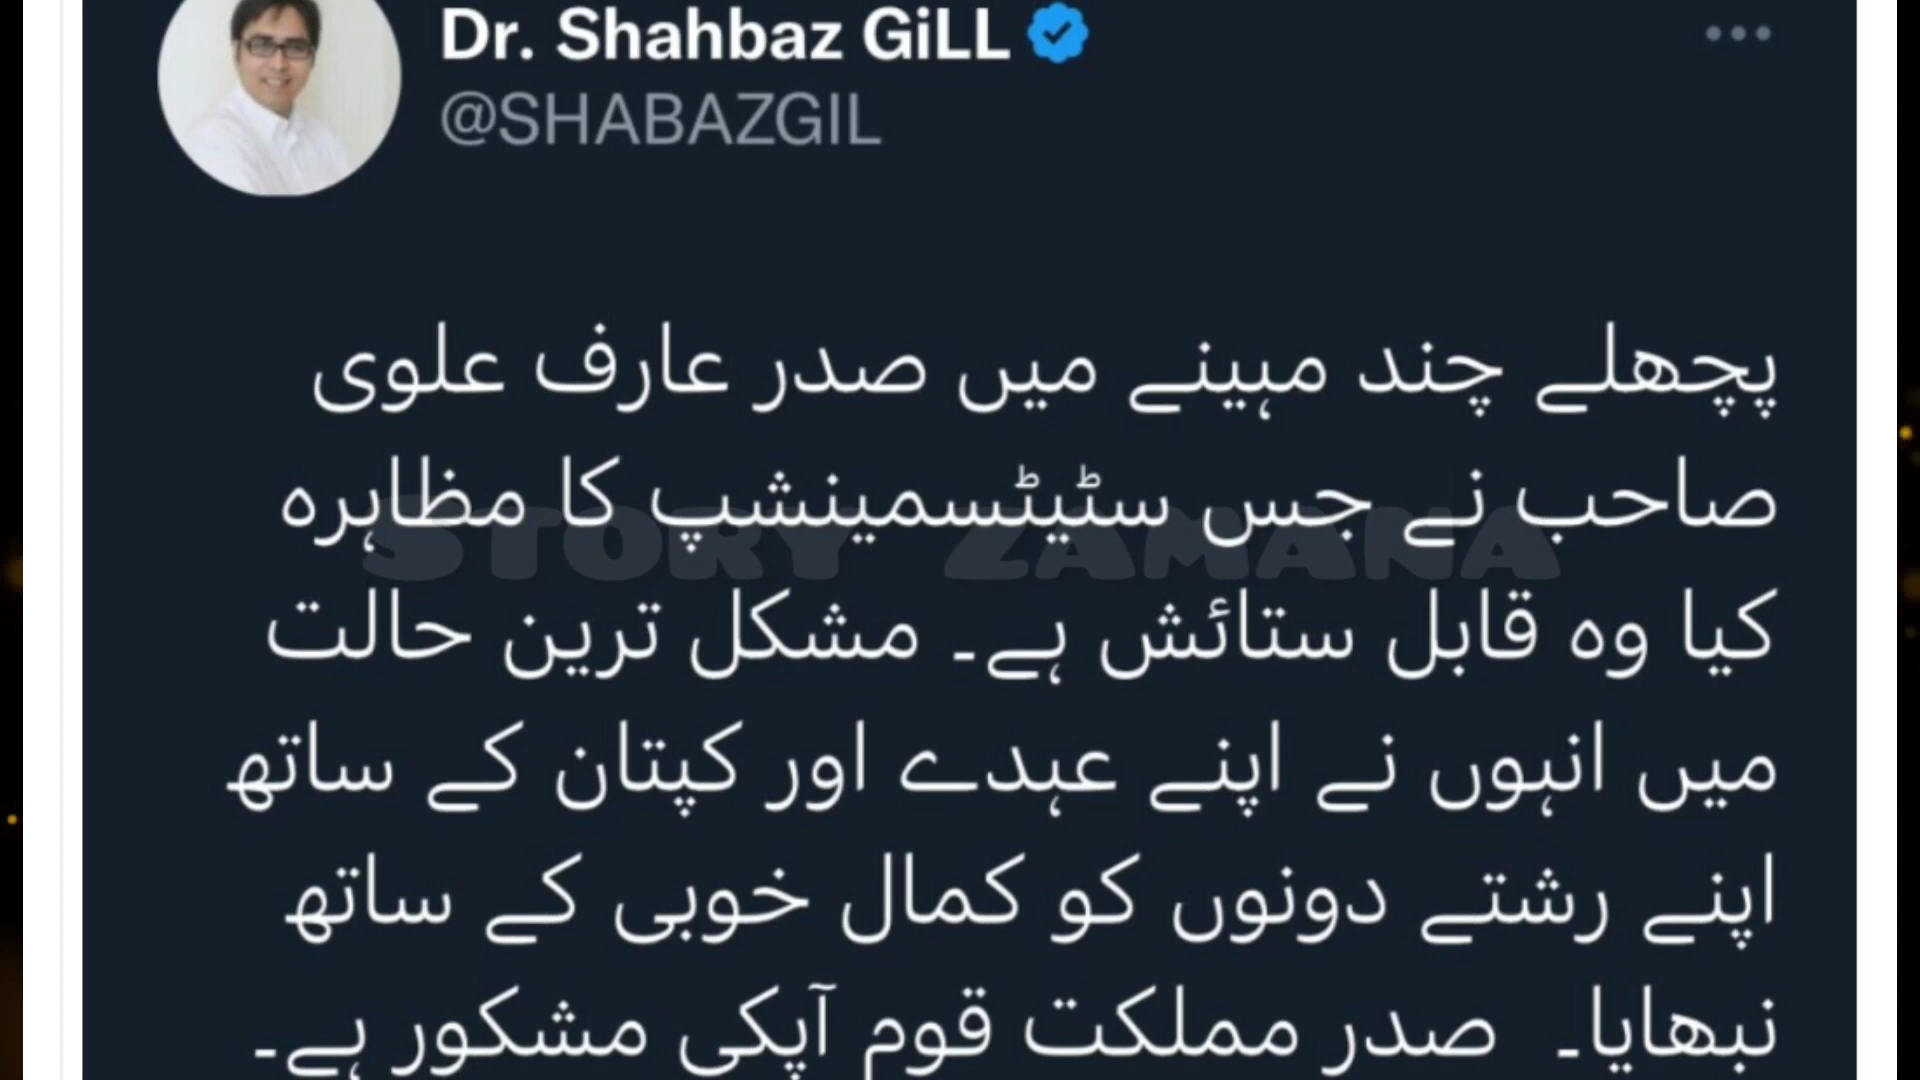 Dr. Shahbaz GiLL
@SHABAZGIL
پچھلے چند مہینے میں صدر عارف علوی
صاحب نے جس سٹیٹسمینشپ کا مظاہرہ
STORY ZAMANA
کیا وہ قابل ستائش ہے۔ مشکل ترین حالت
میں انہوں نے اپنے عہدے اور کپتان کے ساتھ
اپنے رشتے دونوں کو کمال خوبی کے ساتھ
نبھایا۔ صدر مملکت قوم آپکی مشکور ہے۔